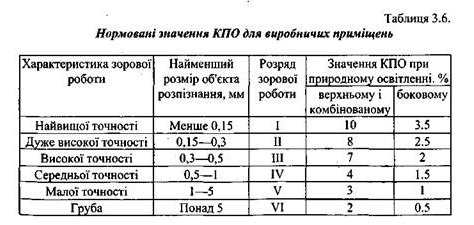 Таблиця 3.6.
Нормовані значення КПО для виробничих приміщень
Характеристика зорової роботи | Найменший розмір об'єкта розпізнання, мм | Розряд зорової роботи | Значення КПО при природному освітленні. %
верхньому і комбінованому | боковому
Найвищої точності | Менше 0,15 | I | 10 | 3.5
Дуже високої точності | 0,15—0,3 | II | 8 | 2.5
Високої точності | 0,3—0,5 | III | 7 | 2
Середньої точності | 0,5—1 | IV | 4 | 1.5
Малої точності | 1—5 | V | 3 | 1
Груба | Понад 5 | VI | 2 | 0.5